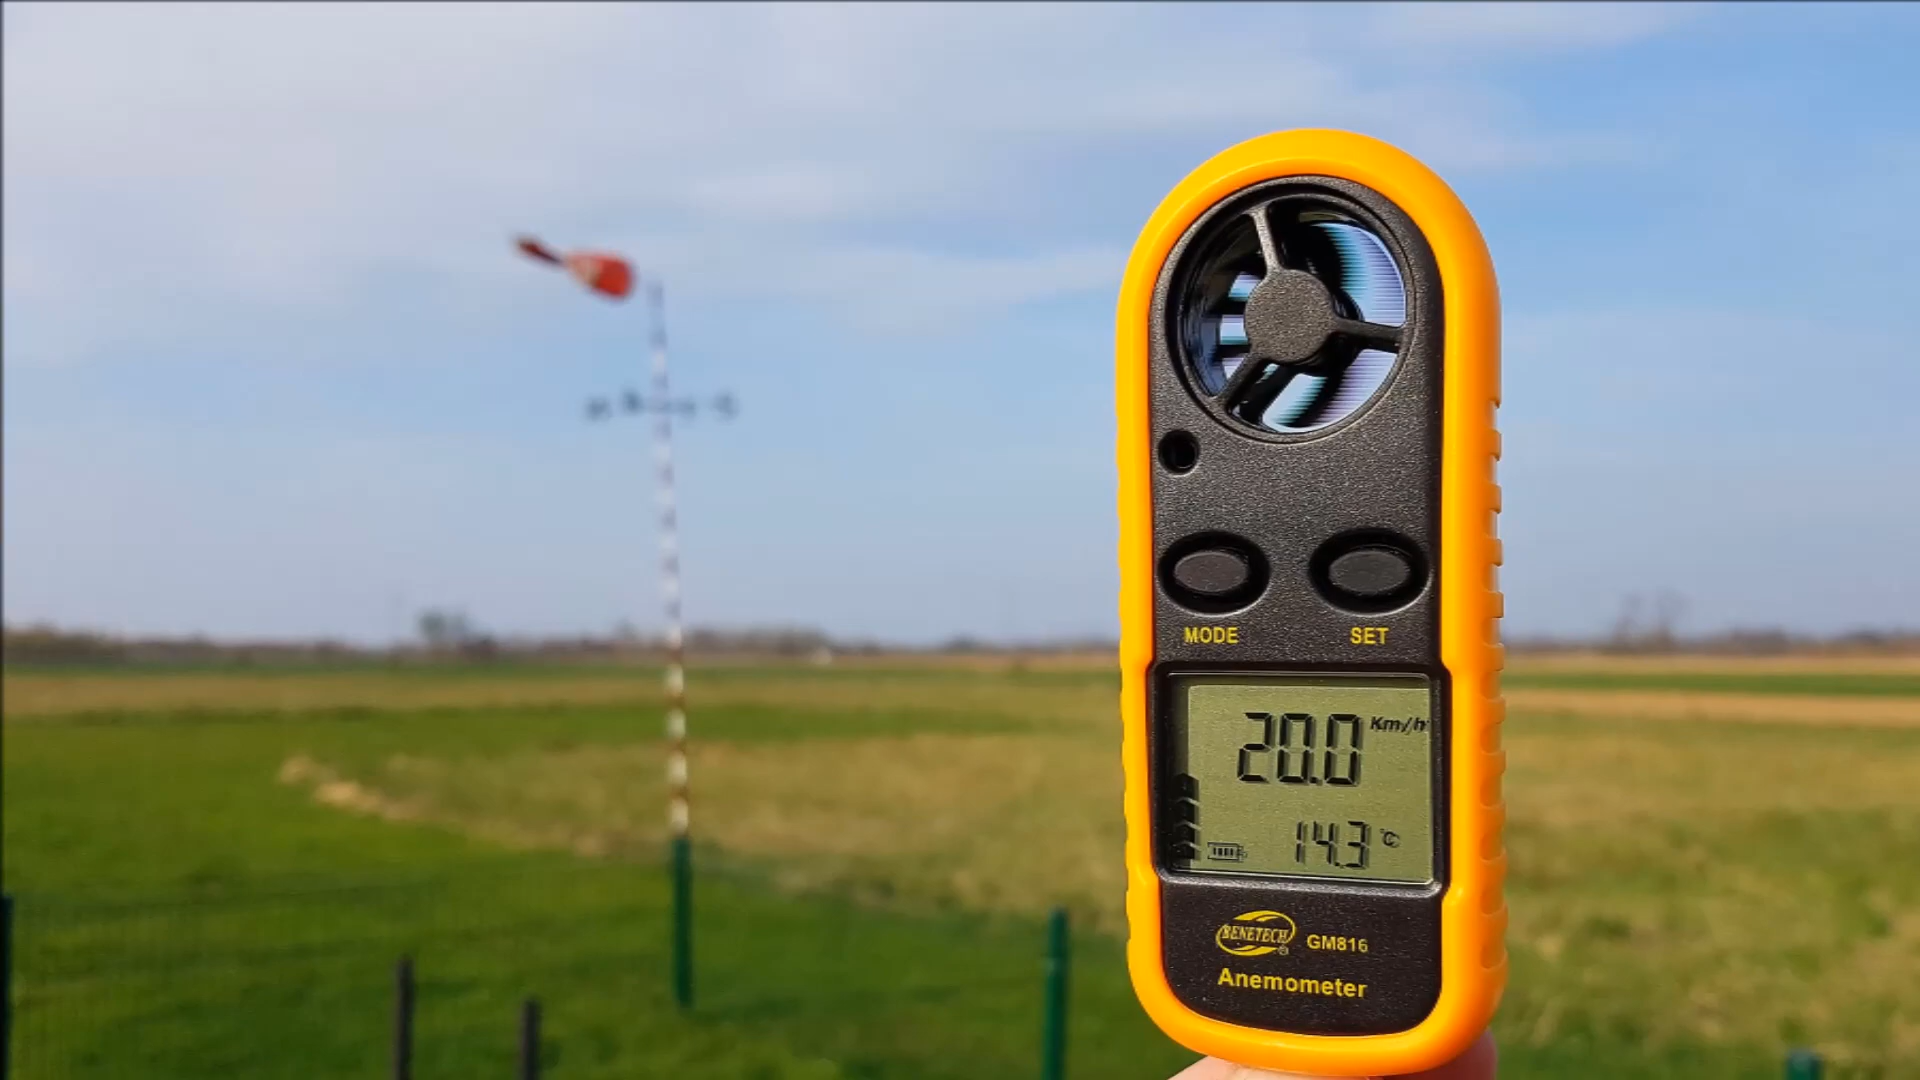 MODE SET
20.0 Km/h
14.3 °C
BENETECH ® GM816
Anemometer